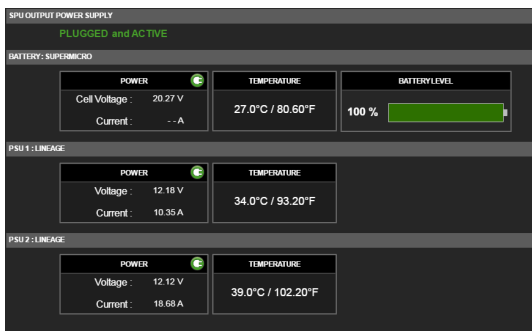 SPU OUTPUT POWER SUPPLY
PLUGGED and ACTIVE
BATTERY: SUPERMICRO
POWER
Cell Voltage : 20.27 V
Current : - - A
TEMPERATURE
27.0°C / 80.60°F
BATTERY LEVEL
100 %
PSU 1 : LINEAGE
POWER
Voltage : 12.18 V
Current : 10.35 A
TEMPERATURE
34.0°C / 93.20°F
PSU 2 : LINEAGE
POWER
Voltage : 12.12 V
Current : 18.68 A
TEMPERATURE
39.0°C / 102.20°F